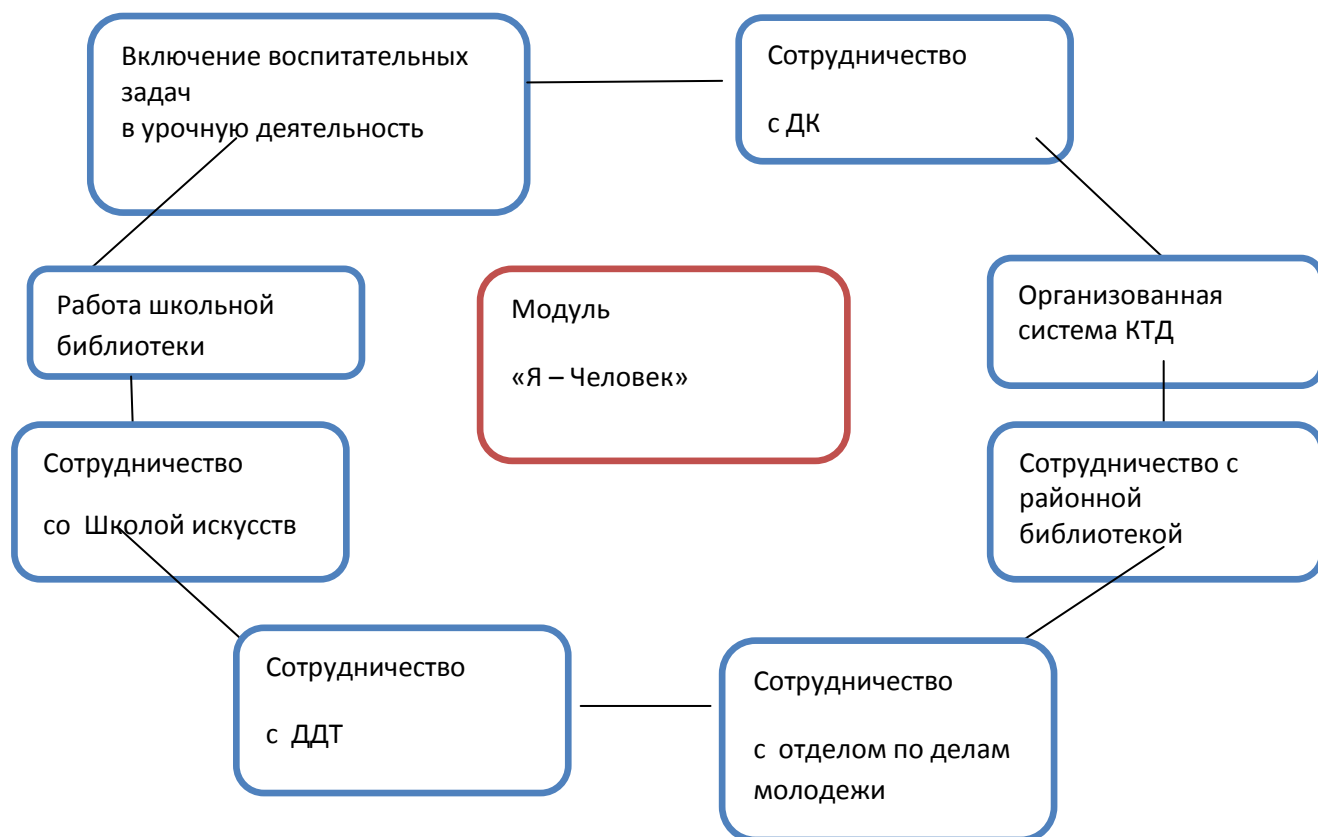 Включение воспитательных
задач
в урочную деятельность
Сотрудничество
с ДК
Работа школьной
библиотеки
Модуль
«Я – Человек»
Организованная
система КТД
Сотрудничество
со Школой искусств
Сотрудничество с
районной
библиотекой
Сотрудничество
с ДДТ
Сотрудничество
с отделом по делам
молодежи